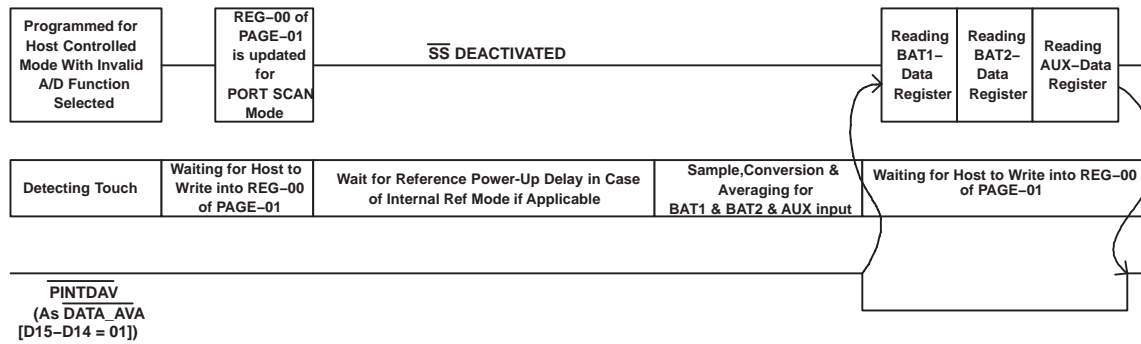 Programmed for
Host Controlled
Mode With Invalid
A/D Function
Selected
REG−00 of
PAGE−01
is updated
for
PORT SCAN
Mode
SS DEACTIVATED
Reading
BAT1−
Data
Register
Reading
BAT2−
Data
Register
Reading
AUX−Data
Register
Detecting Touch
Waiting for Host to
Write into REG−00
of PAGE−01
Wait for Reference Power-Up Delay in Case
of Internal Ref Mode if Applicable
Sample,Conversion &
Averaging for
BAT1 & BAT2 & AUX input
Waiting for Host to Write into REG−00
of PAGE−01
PINTDAV
(As DATA_AVA
[D15−D14 = 01])